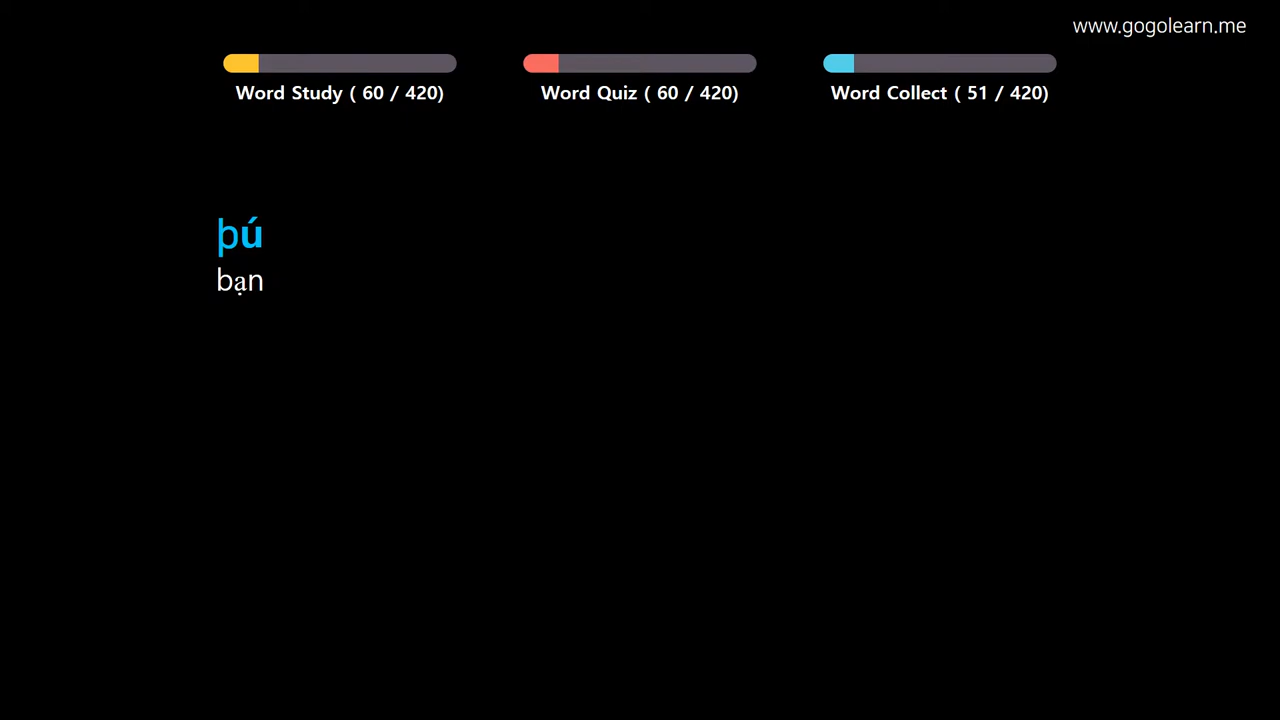 www.gogolearn.me
Word Study ( 60 / 420)
Word Quiz ( 60 / 420)
Word Collect ( 51 / 420)
þú
bạn